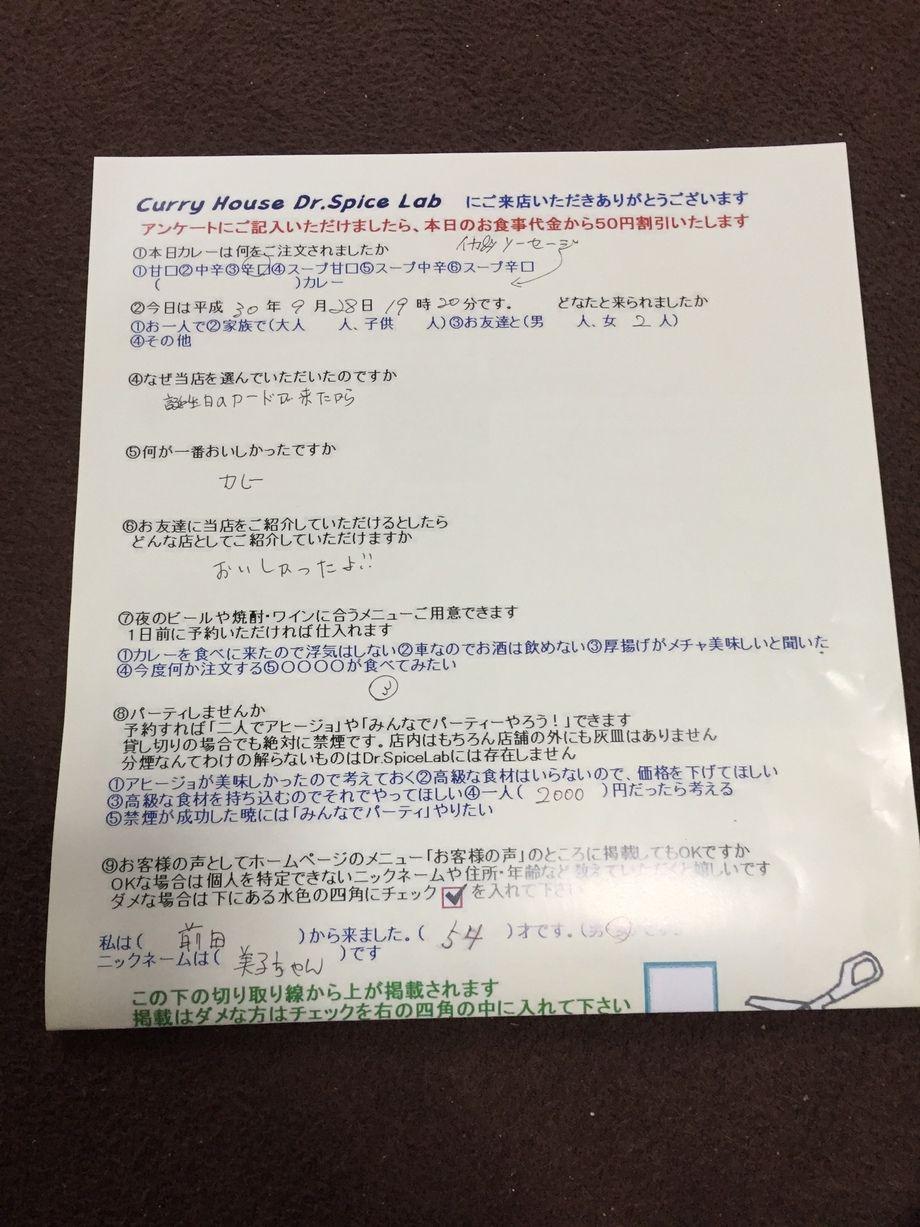 Curry House Dr.Spice Lab にご来店いただきありがとうございます
アンケートにご記入いただけましたら、本日のお食事代金から50円割引いたします
①本日カレーは何をご注文されましたか
ソーセージ
①甘口②中辛③辛口④スープ甘口⑤スープ中辛⑥スープ辛口
( )カレー
②今日は平成 30 年 9 月 28日 19 時 20分です。 どなたと来られましたか
①お一人で②家族で(大人 人、子供 人)③お友達と(男 人、女 2 人)
④その他
④なぜ当店を選んでいただいたのですか
誕生日のカードが来たから
⑤何が一番おいしかったですか
カレー
⑥お友達に当店をご紹介していただけるとしたら
どんな店としてご紹介していただけますか
おいしかったよ!!
⑦夜のビールや焼酎・ワインに合うメニューご用意できます
1日前に予約いただければ仕入れます
①カレーを食べに来たので浮気はしない②車なのでお酒は飲めない③厚揚げがメチャ美味しいと聞いた
④今度何か注文する⑤〇〇〇〇が食べてみたい
③
⑧パーティしませんか
予約すれば「二人でアヒージョ」や「みんなでパーティーやろう!」できます
貸し切りの場合でも絶対に禁煙です。店内はもちろん店舗の外にも灰皿はありません
分煙なんてわけの解らないものはDr.SpiceLabには存在しません
①アヒージョが美味しかったので考えておく②高級な食材はいらないので、価格を下げてほしい
③高級な食材を持ち込むのでそれでやってほしい④一人( 2000 )円だったら考える
⑤禁煙が成功した暁には「みんなでパーティ」やりたい
⑨お客様の声としてホームページのメニュー「お客様の声」のところに掲載してもOKですか
OKな場合は個人を特定できないニックネームや住所・年齢など教えていただくと嬉しいです
ダメな場合は下にある水色の四角にチェック を入れて下さい
私は( 前田 )から来ました。( 54 )才です。(男 女)です
ニックネームは( 美子ちゃん )です
この下の切り取り線から上が掲載されます
掲載はダメな方はチェックを右の四角の中に入れて下さい